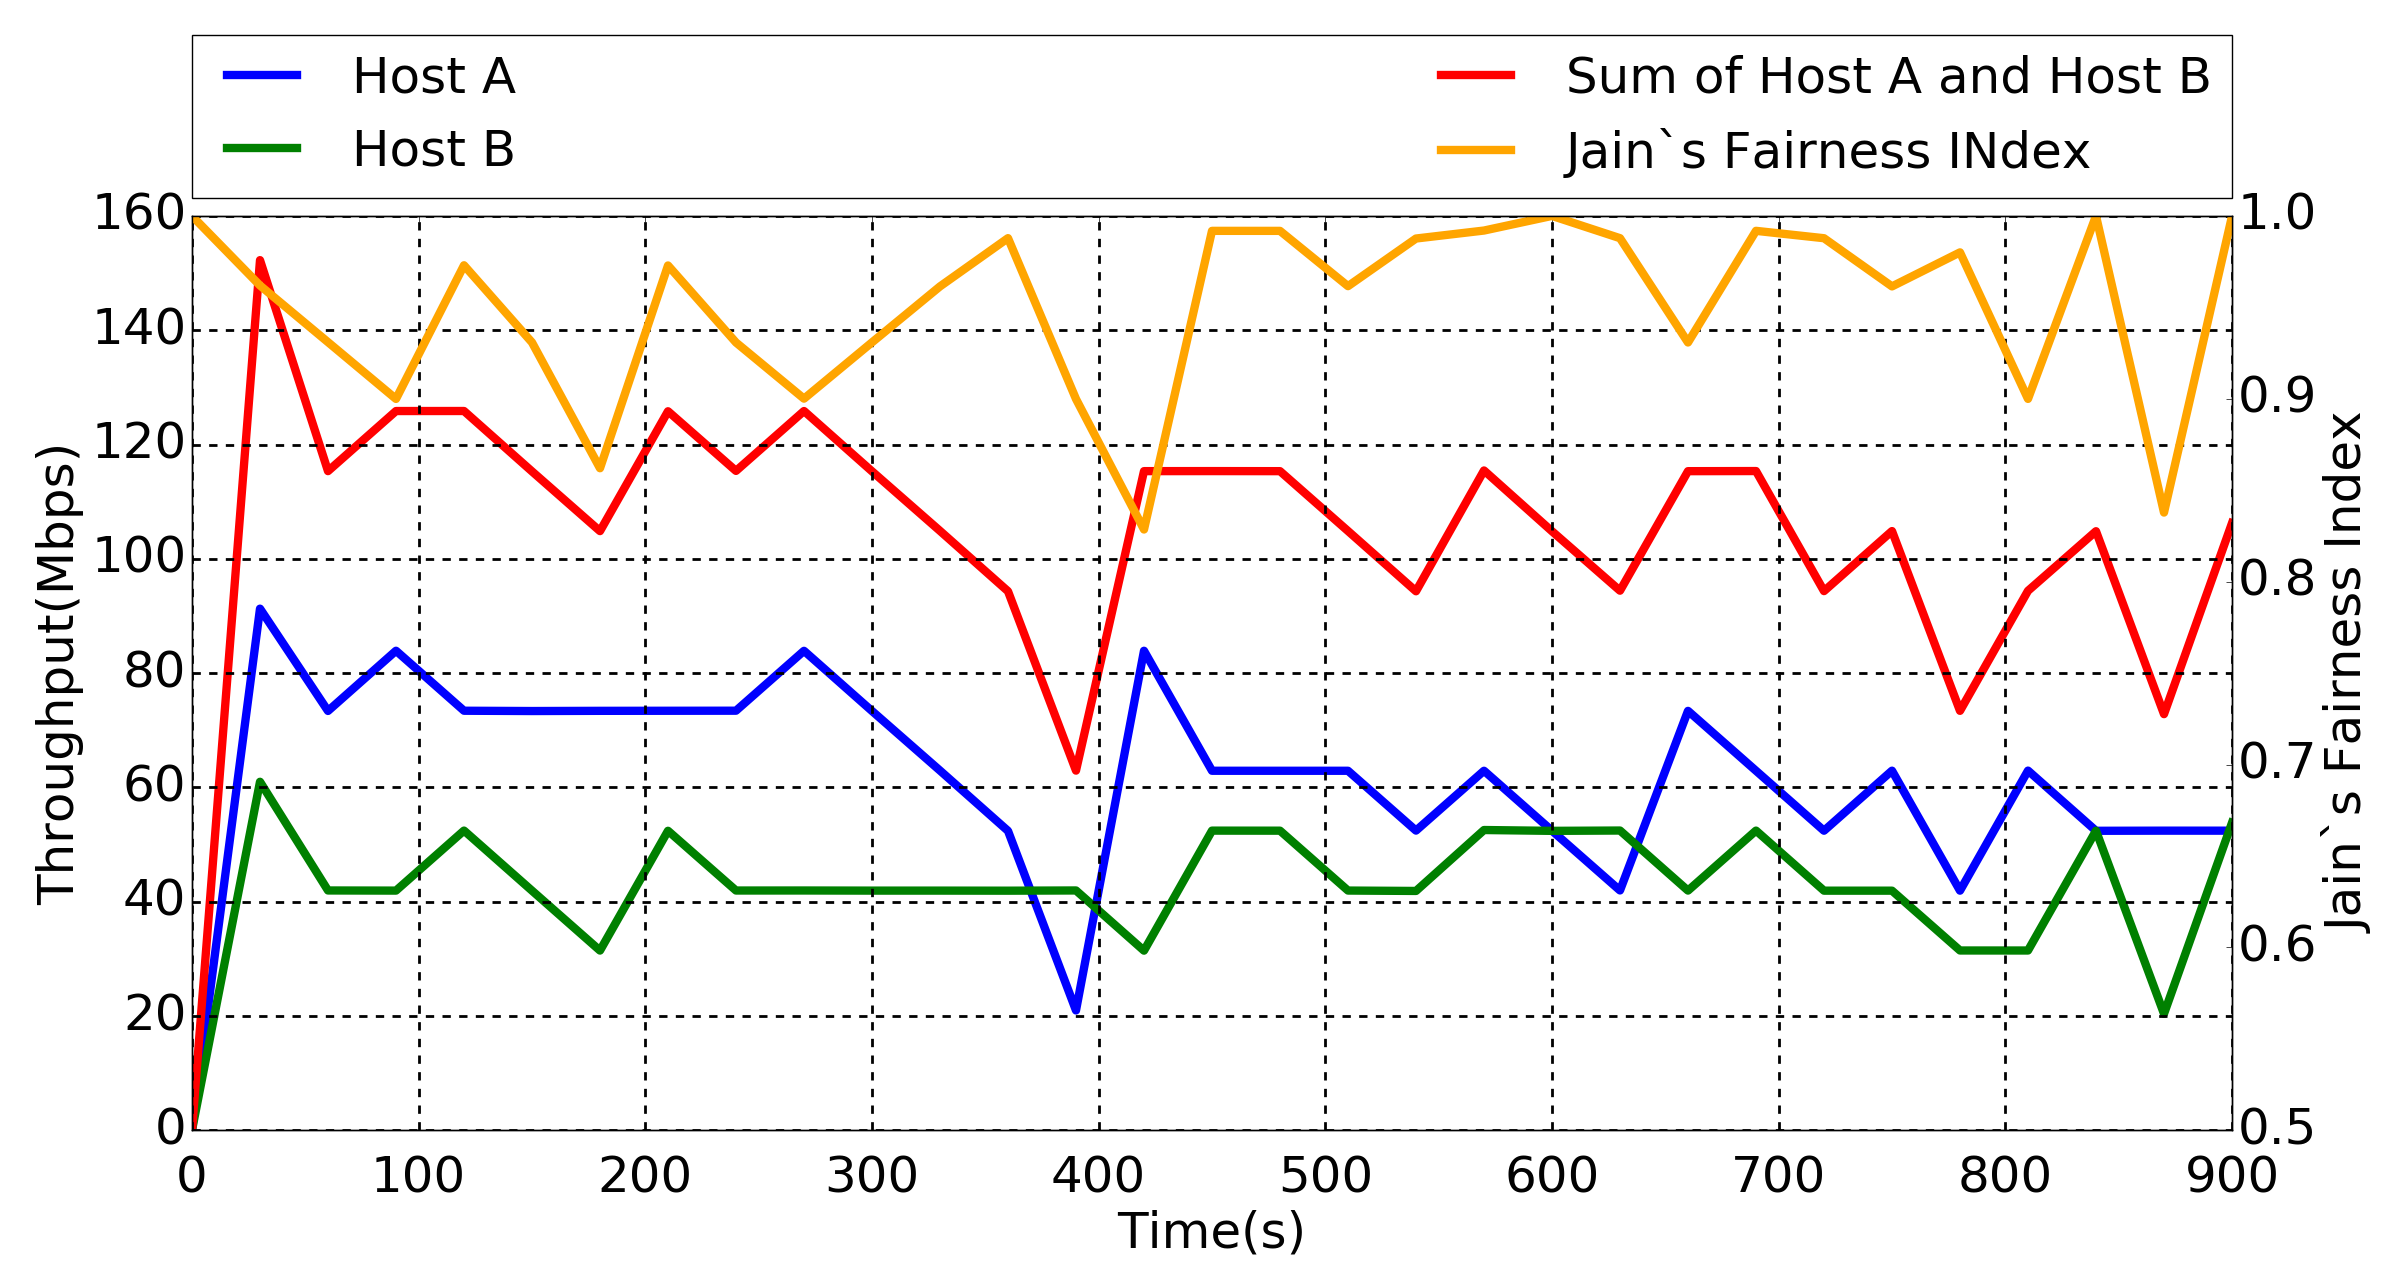 Host A
Host B
Sum of Host A and Host B
Jain`s Fairness INdex
160
140
120
100
80
60
40
20
0
Throughput(Mbps)
1.0
0.9
0.8
0.7
0.6
0.5
Jain`s Fairness Index
0 100 200 300 400 500 600 700 800 900
Time(s)